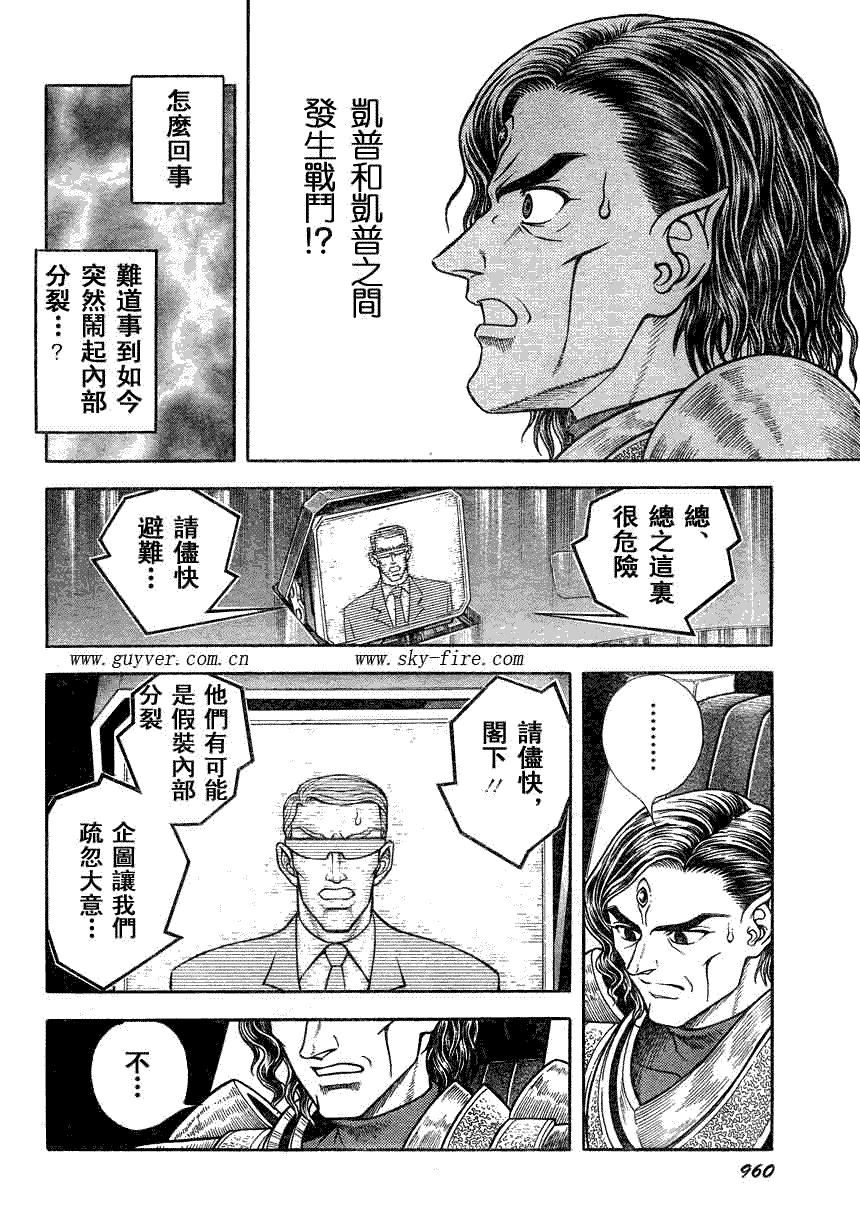 凱普和凱普之間
發生戰鬥!?
怎麼回事
難道事到如今
突然鬧起內部
分裂…?
總、
總之這裏
很危險
請儘快
避難…
www.guyver.com.cn
www.sky-fire.com
………
請儘快，
閣下!!
他們有可能
是假裝內部
分裂
企圖讓我們
疏忽大意…
不…
960